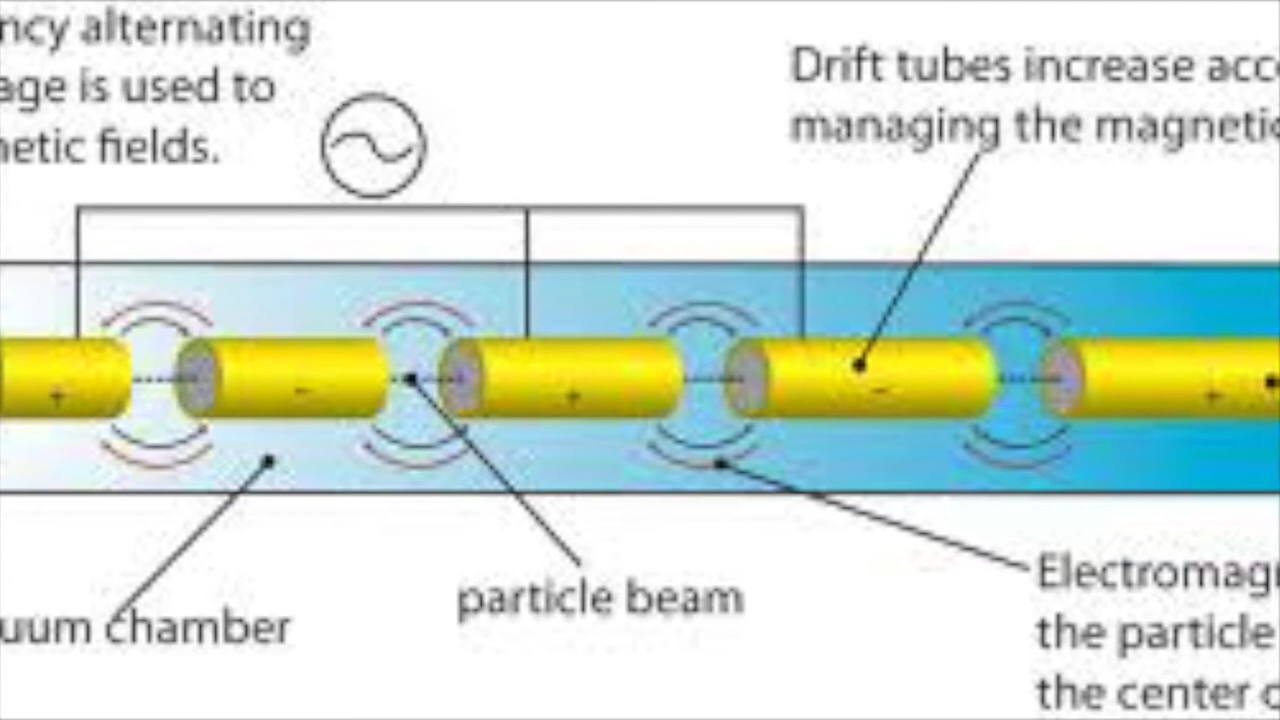 ncy alternating
age is used to
netic fields.
Drift tubes increase acc
managing the magnetic
+
-
+
-
+
uum chamber
particle beam
Electromag
the particle
the center